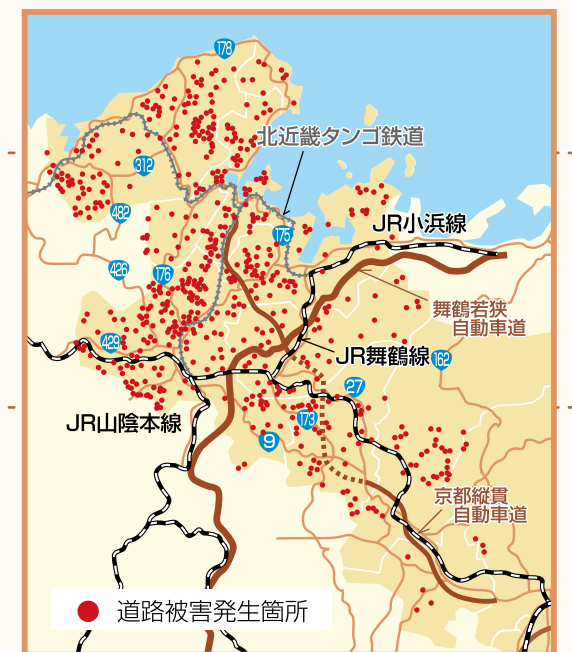 178
北近畿タンゴ鉄道
312
482
175
JR小浜線
426
176
舞鶴若狭
自動車道
429
JR舞鶴線
162
27
JR山陰本線
173
9
京都縦貫
自動車道
道路被害発生箇所